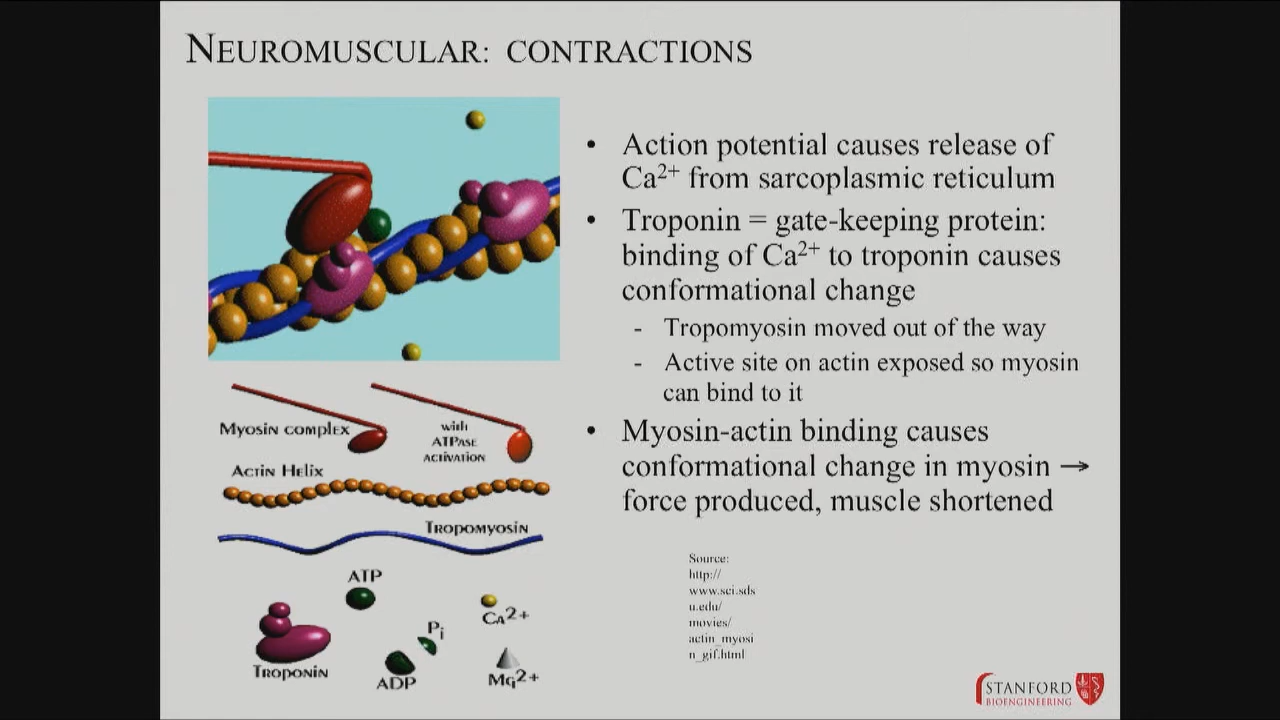 NEUROMUSCULAR: CONTRACTIONS
• Action potential causes release of
Ca2+ from sarcoplasmic reticulum
• Troponin = gate-keeping protein:
binding of Ca2+ to troponin causes
conformational change
- Tropomyosin moved out of the way
- Active site on actin exposed so myosin
can bind to it
• Myosin-actin binding causes
conformational change in myosin →
force produced, muscle shortened
Myosin complex
with
ATPase
activation
Actin Helix
Tropomyosin
ATP
Ca2+
Pi
Troponin
ADP
Mg2+
Source:
http://
www.sci.sds
u.edu/
movies/
actin_myosi
n_gif.html
STANFORD
BIOENGINEERING